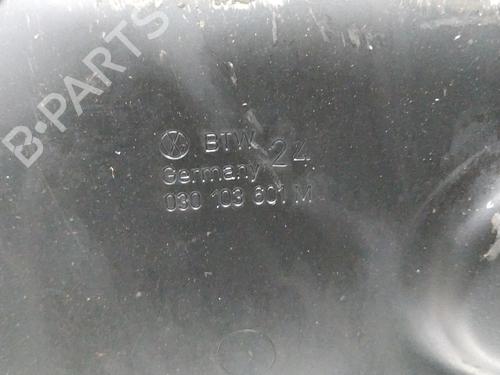 B-PARTS
BTW 24
Germany
030 103 601 M